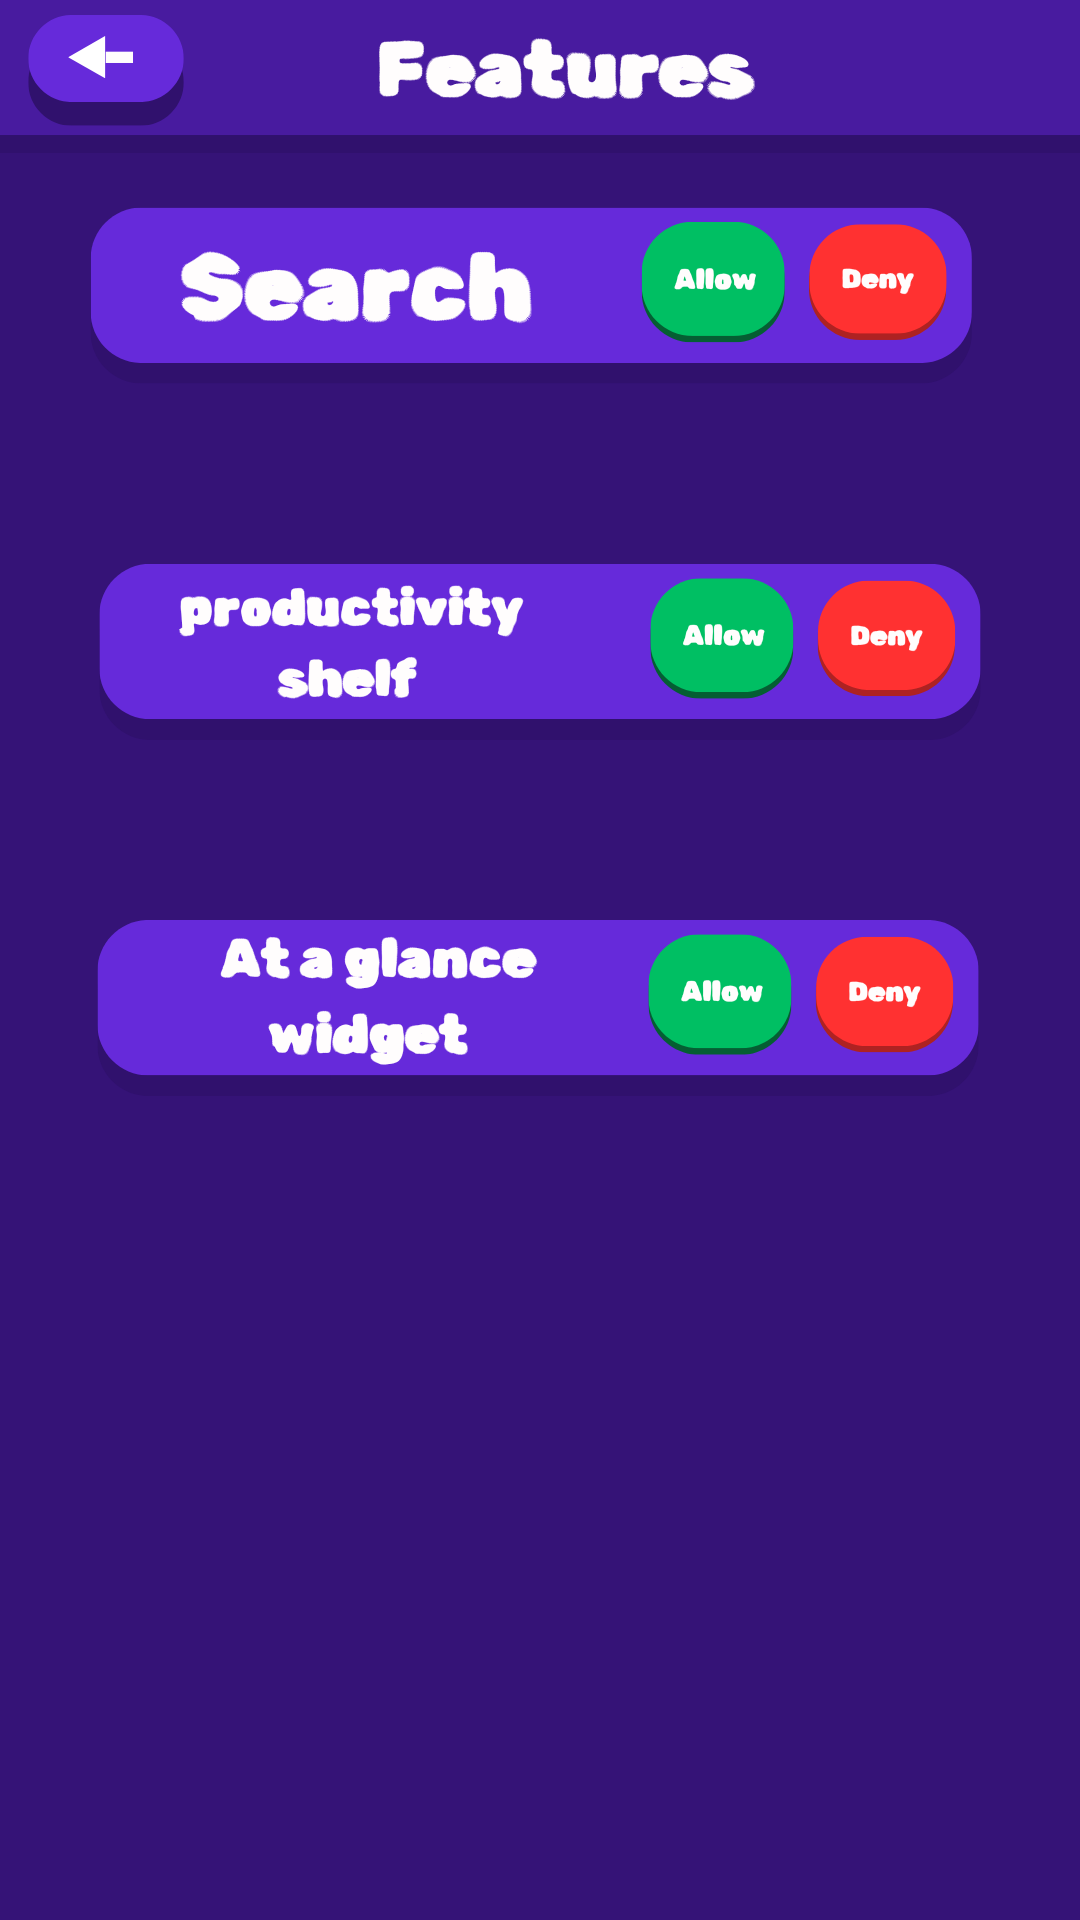 Features
Search
Allow
Deny
productivity
shelf
Allow
Deny
At a glance
widget
Allow
Deny